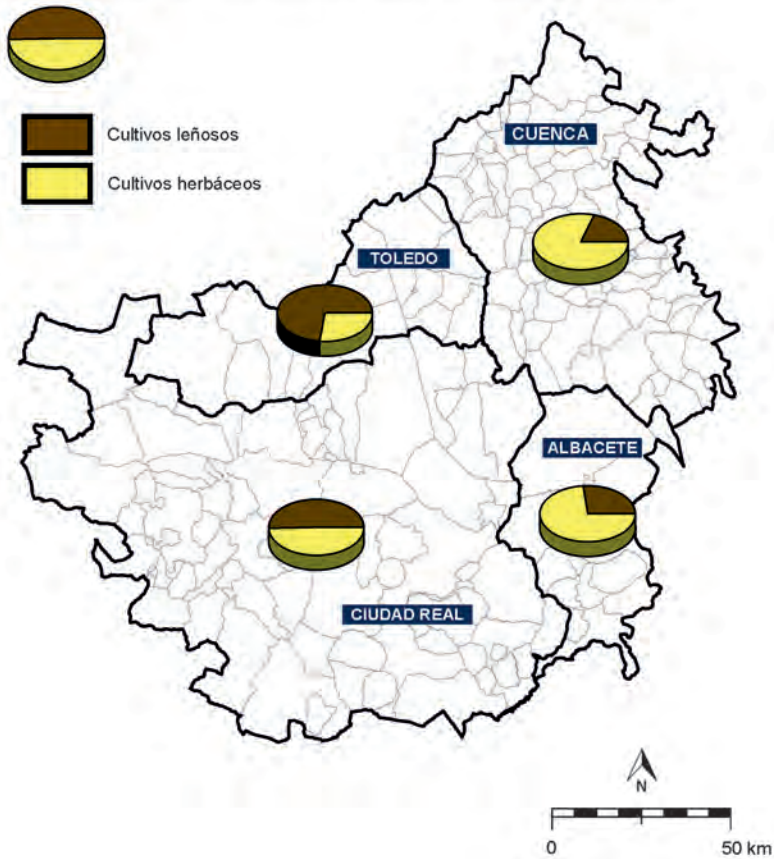 Cultivos leñosos
Cultivos herbáceos
CUENCA
TOLEDO
ALBACETE
CIUDAD REAL
N
0 50 km